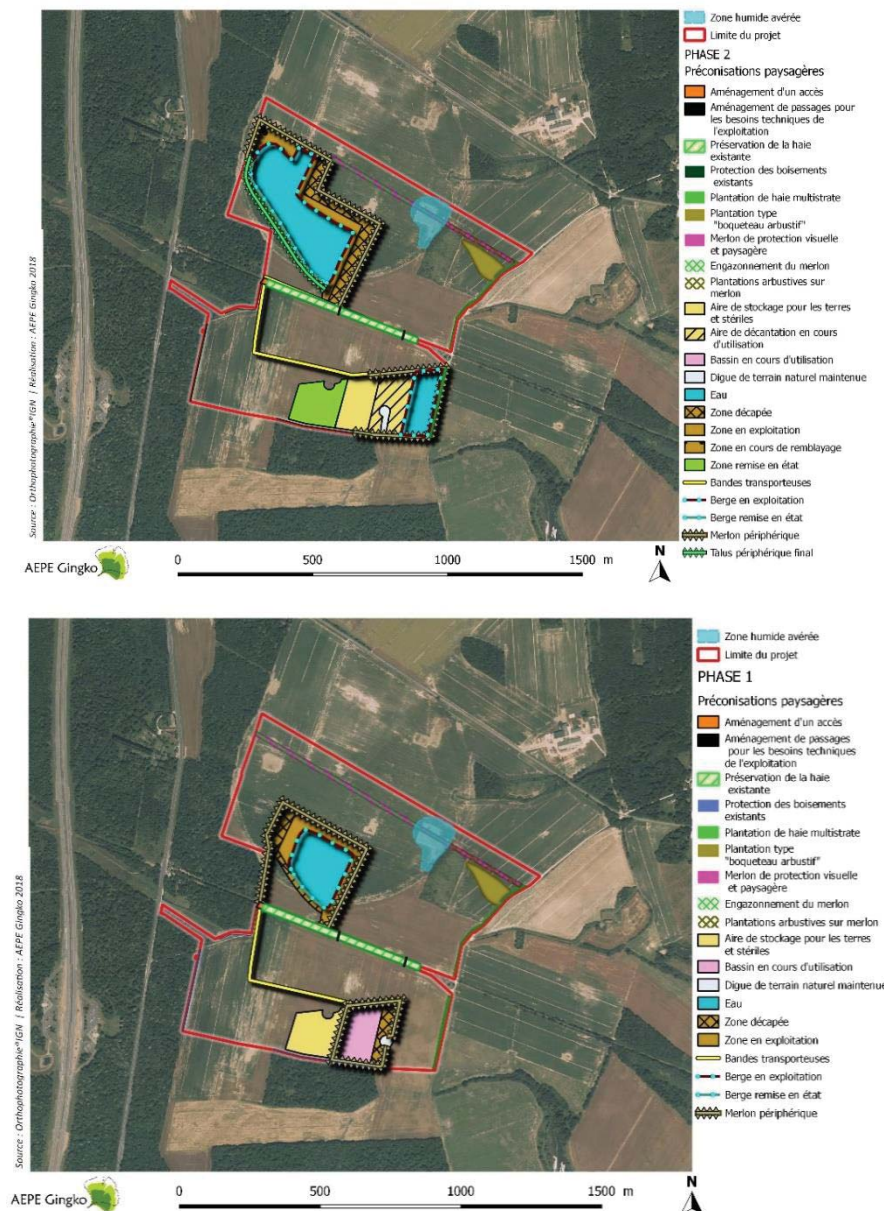 Zone humide avérée
Limite du projet
PHASE 2
Préconisations paysagères
Aménagement d'un accès
Aménagement de passages pour
les besoins techniques de
l'exploitation
Préservation de la haie
existante
Protection des boisements
existants
Plantation de haie multistrate
Plantation type
"boqueteau arbustif"
Merlon de protection visuelle
et paysagère
Engazonnement du merlon
Plantations arbustives sur
merlon
Aire de stockage pour les terres
et stériles
Aire de décantation en cours
d'utilisation
Bassin en cours d'utilisation
Digue de terrain naturel maintenue
Eau
Zone décapée
Zone en exploitation
Zone en cours de remblayage
Zone remise en état
Bandes transporteuses
Berge en exploitation
Berge remise en état
Merlon périphérique
Talus périphérique final
Source : Orthophotographie®IGN | Réalisation : AEPE Gingko 2018
AEPE Gingko
0 500 1000 1500 m
N
Zone humide avérée
Limite du projet
PHASE 1
Préconisations paysagères
Aménagement d'un accès
Aménagement de passages
pour les besoins techniques
de l'exploitation
Préservation de la haie
existante
Protection des boisements
existants
Plantation de haie multistrate
Plantation type
"boqueteau arbustif"
Merlon de protection visuelle
et paysagère
Engazonnement du merlon
Plantations arbustives sur merlon
Aire de stockage pour les terres
et stériles
Bassin en cours d'utilisation
Digue de terrain naturel maintenue
Eau
Zone décapée
Zone en exploitation
Bandes transporteuses
Berge en exploitation
Berge remise en état
Merlon périphérique
Source : Orthophotographie®IGN | Réalisation : AEPE Gingko 2018
AEPE Gingko
0 500 1000 1500 m
N